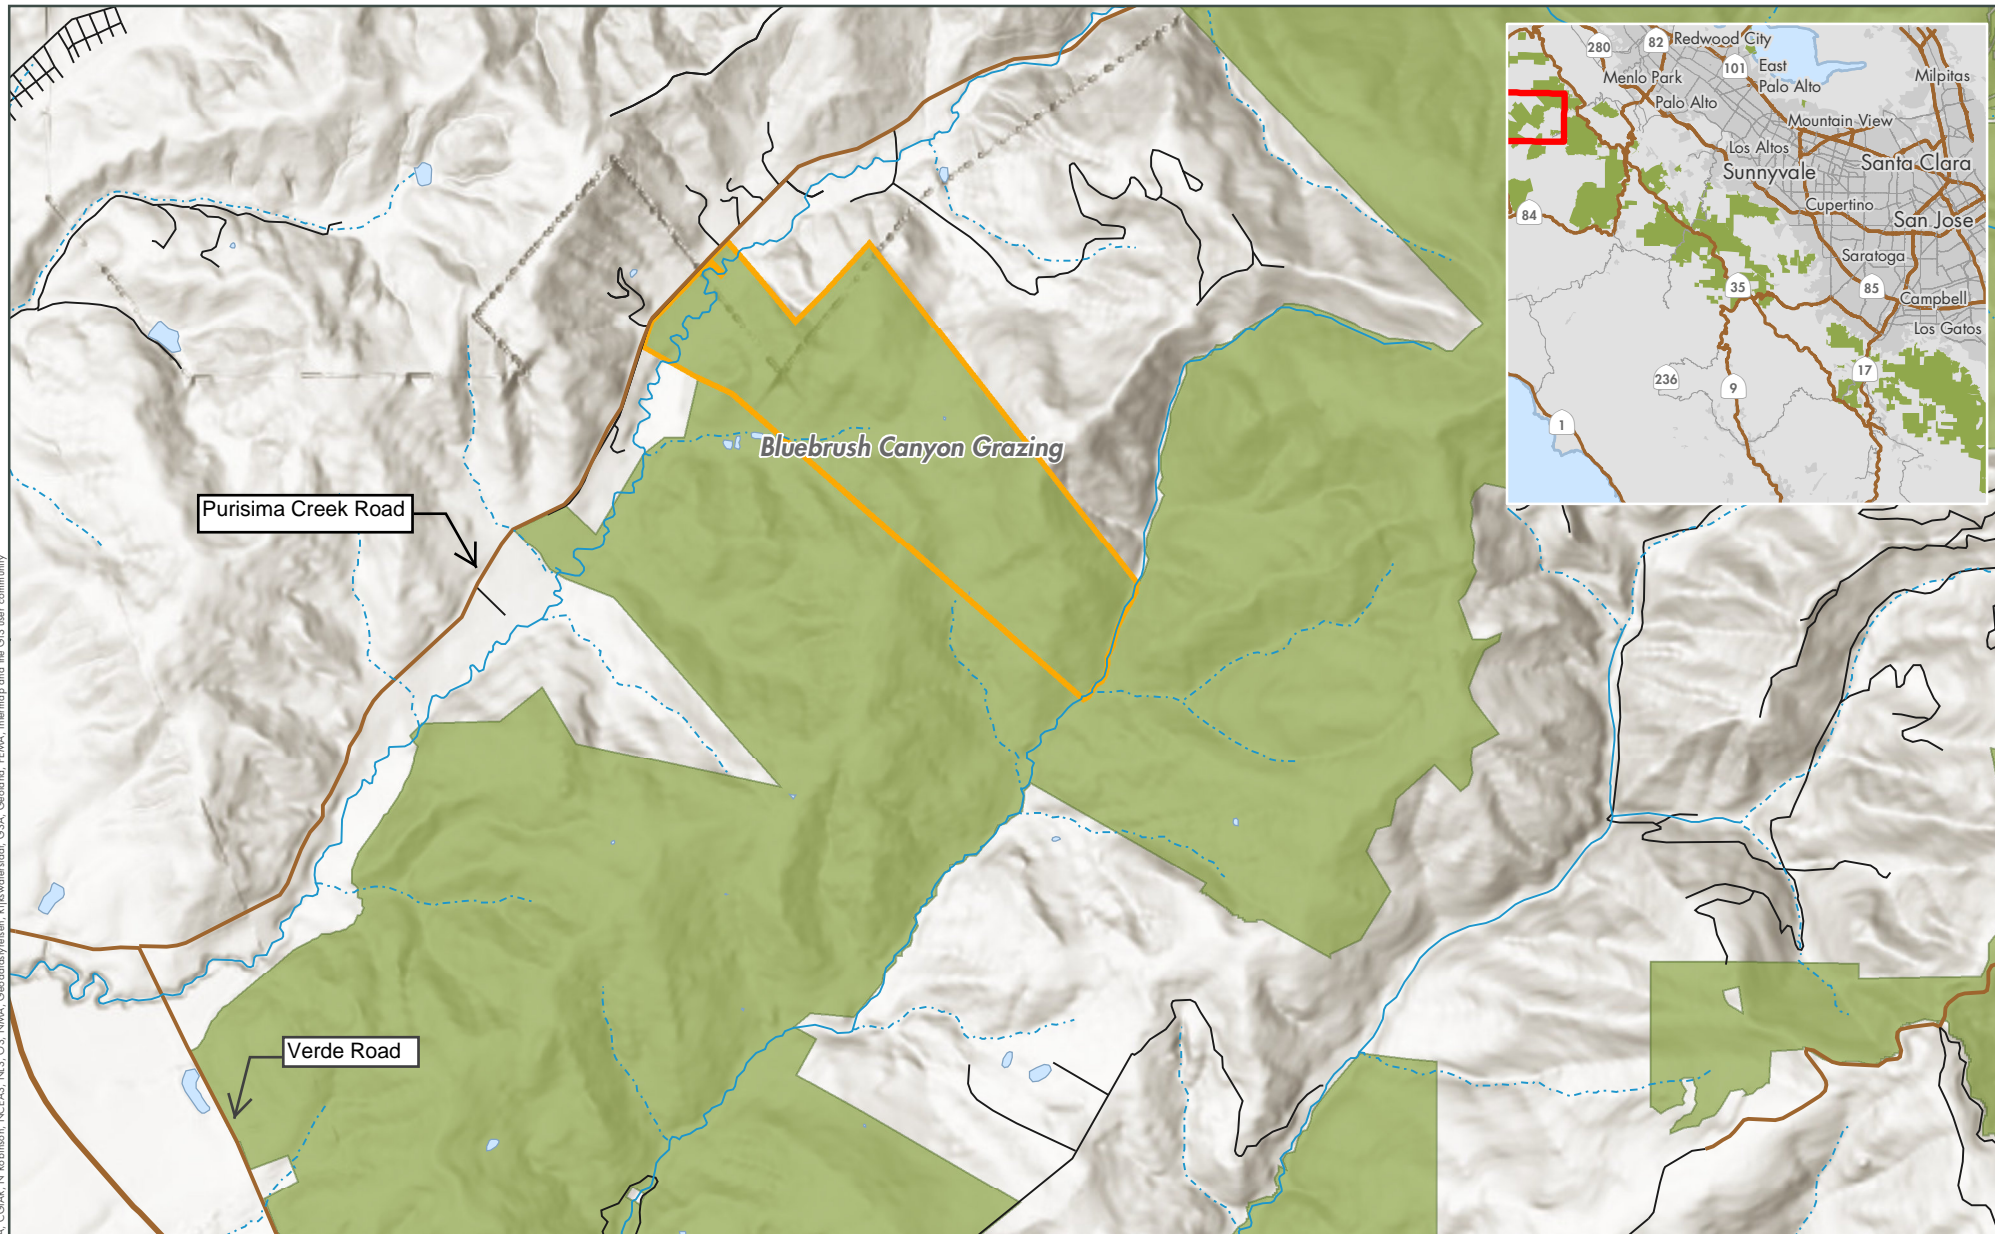 280
82
Redwood City
101
East
Palo Alto
Menlo Park
Milpitas
Palo Alto
Mountain View
Los Altos
Santa Clara
Sunnyvale
84
Cupertino
San Jose
Saratoga
35
85
Campbell
Los Gatos
17
236
9
1
Bluebrush Canyon Grazing
Purisima Creek Road
Verde Road